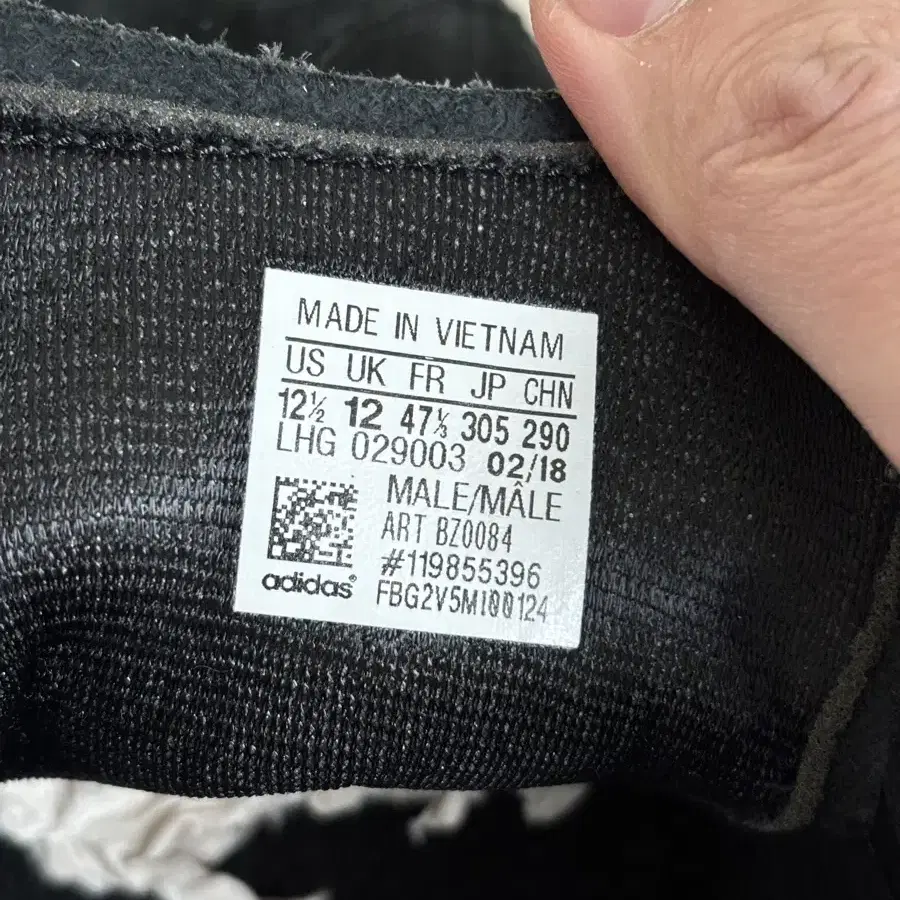 MADE IN VIETNAM
US UK FR JP CHN
12½ 12 47⅓ 305 290
LHG 029003 02/18
MALE/MÂLE
ART BZ0084
#119855396
adidas® FBG2V5MI00124